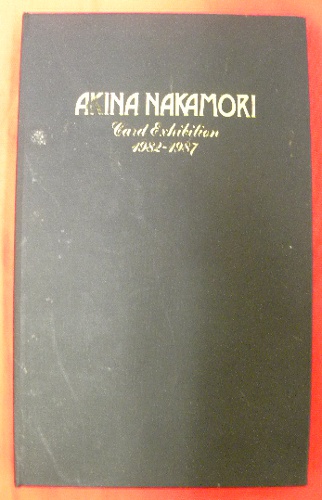 AKINA NAKAMORI
Card Exhibition
1982-1987